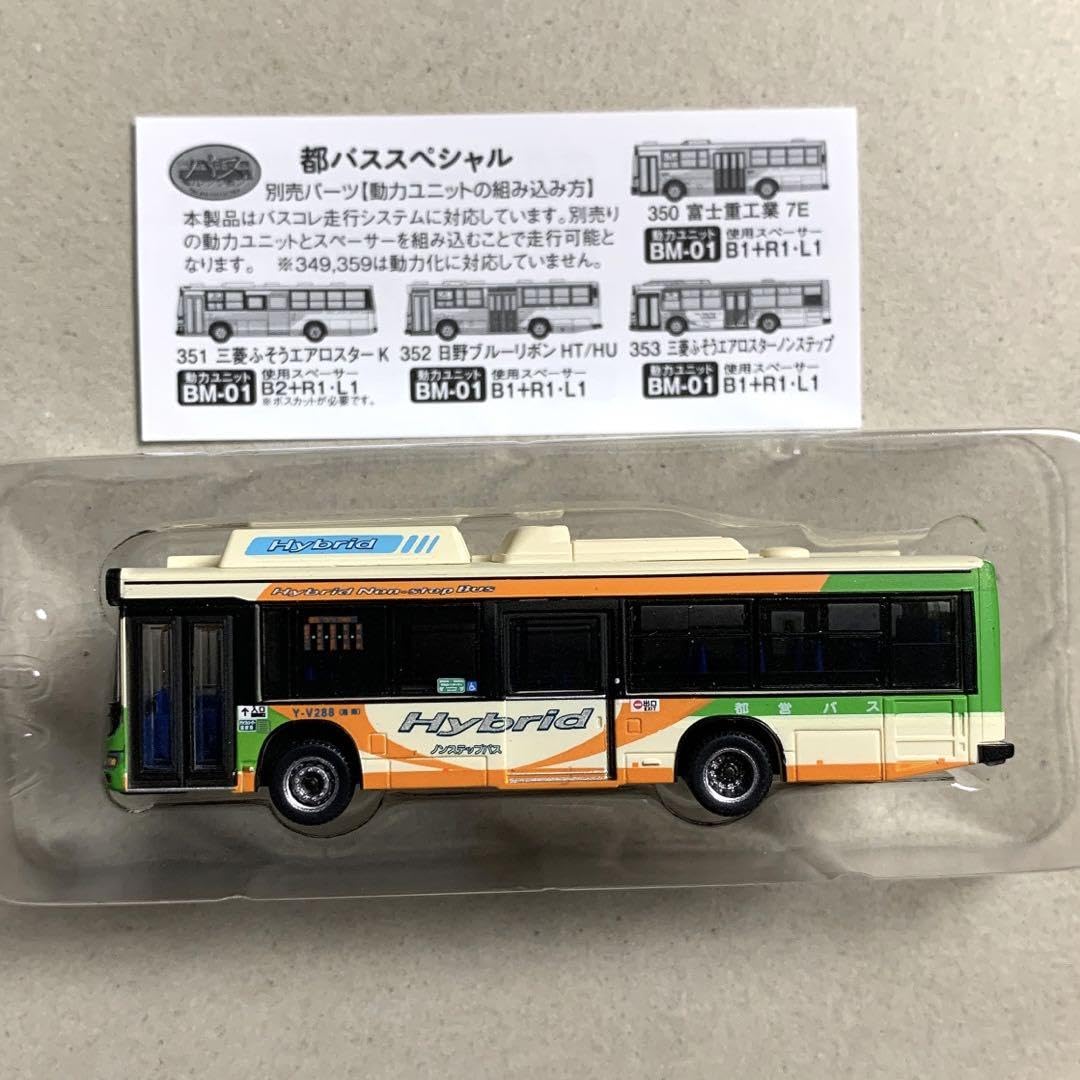 バス
都バススペシャル
別売パーツ【動力ユニットの組み込み方】
本製品はバスコレ走行システムに対応しています。別売り
の動力ユニットとスペーサーを組み込むことで走行可能と
なります。 ※349,359は動力化に対応していません。
350 富士重工業 7E
動力ユニット 使用スペーサー
BM-01 B1+R1・L1
351 三菱ふそうエアロスターK
動力ユニット 使用スペーサー
BM-01 B2+R1・L1
※ボスカットが必要です。
352 日野ブルーリボン HT/HU
動力ユニット 使用スペーサー
BM-01 B1+R1・L1
353 三菱ふそうエアロスターノンステップ
動力ユニット 使用スペーサー
BM-01 B1+R1・L1
Hybrid
Hybrid Non-stop Bus
入口
Y-V288
Hybrid
ノンステップバス
出口
EXIT
都営バス